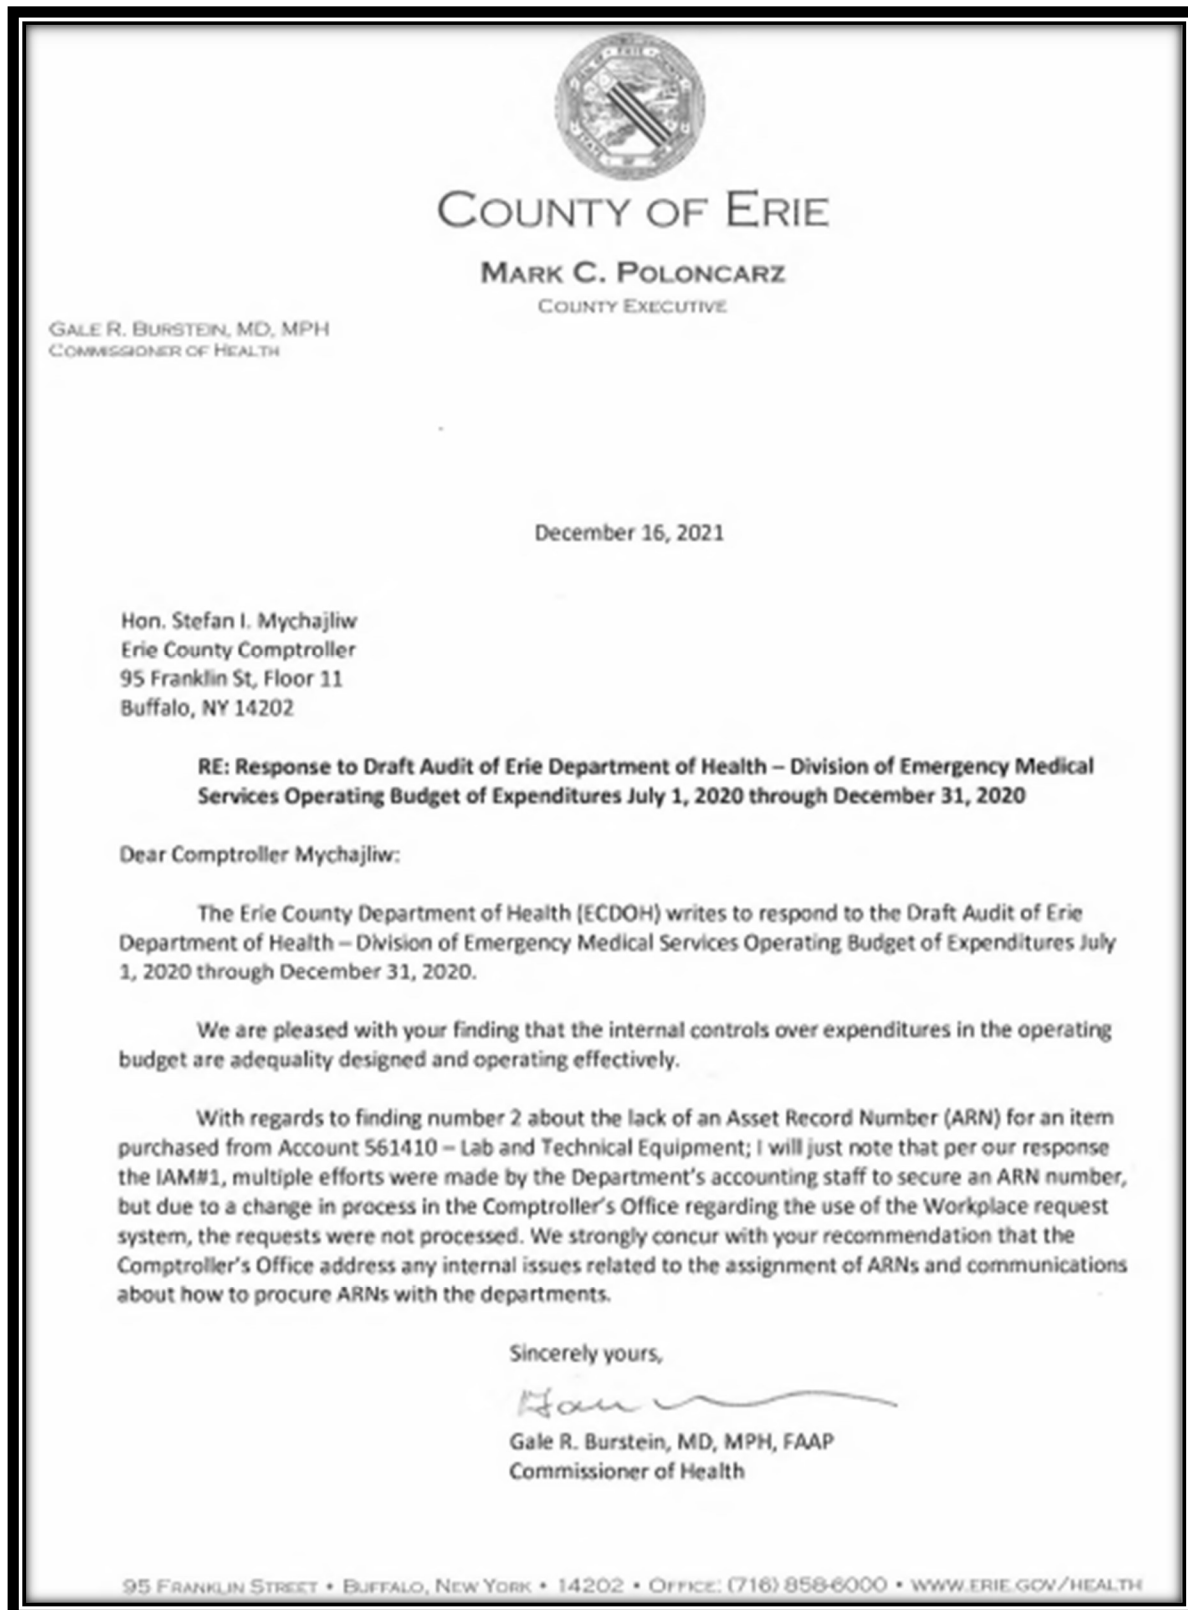 COUNTY OF ERIE
MARK C. POLONCARZ
COUNTY EXECUTIVE
GALE R. BURSTEIN, MD, MPH
COMMISSIONER OF HEALTH
December 16, 2021
Hon. Stefan I. Mychajliw
Erie County Comptroller
95 Franklin St, Floor 11
Buffalo, NY 14202
RE: Response to Draft Audit of Erie Department of Health – Division of Emergency Medical
Services Operating Budget of Expenditures July 1, 2020 through December 31, 2020
Dear Comptroller Mychajliw:
The Erie County Department of Health (ECDOH) writes to respond to the Draft Audit of Erie
Department of Health – Division of Emergency Medical Services Operating Budget of Expenditures July
1, 2020 through December 31, 2020.
We are pleased with your finding that the internal controls over expenditures in the operating
budget are adequality designed and operating effectively.
With regards to finding number 2 about the lack of an Asset Record Number (ARN) for an item
purchased from Account 561410 – Lab and Technical Equipment; I will just note that per our response
the IAM#1, multiple efforts were made by the Department's accounting staff to secure an ARN number,
but due to a change in process in the Comptroller's Office regarding the use of the Workplace request
system, the requests were not processed. We strongly concur with your recommendation that the
Comptroller's Office address any internal issues related to the assignment of ARNs and communications
about how to procure ARNs with the departments.
Sincerely yours,
Gale R. Burstein, MD, MPH, FAAP
Commissioner of Health
95 FRANKLIN STREET • BUFFALO, NEW YORK • 14202 • OFFICE: (716) 858-6000 • WWW.ERIE.GOV/HEALTH